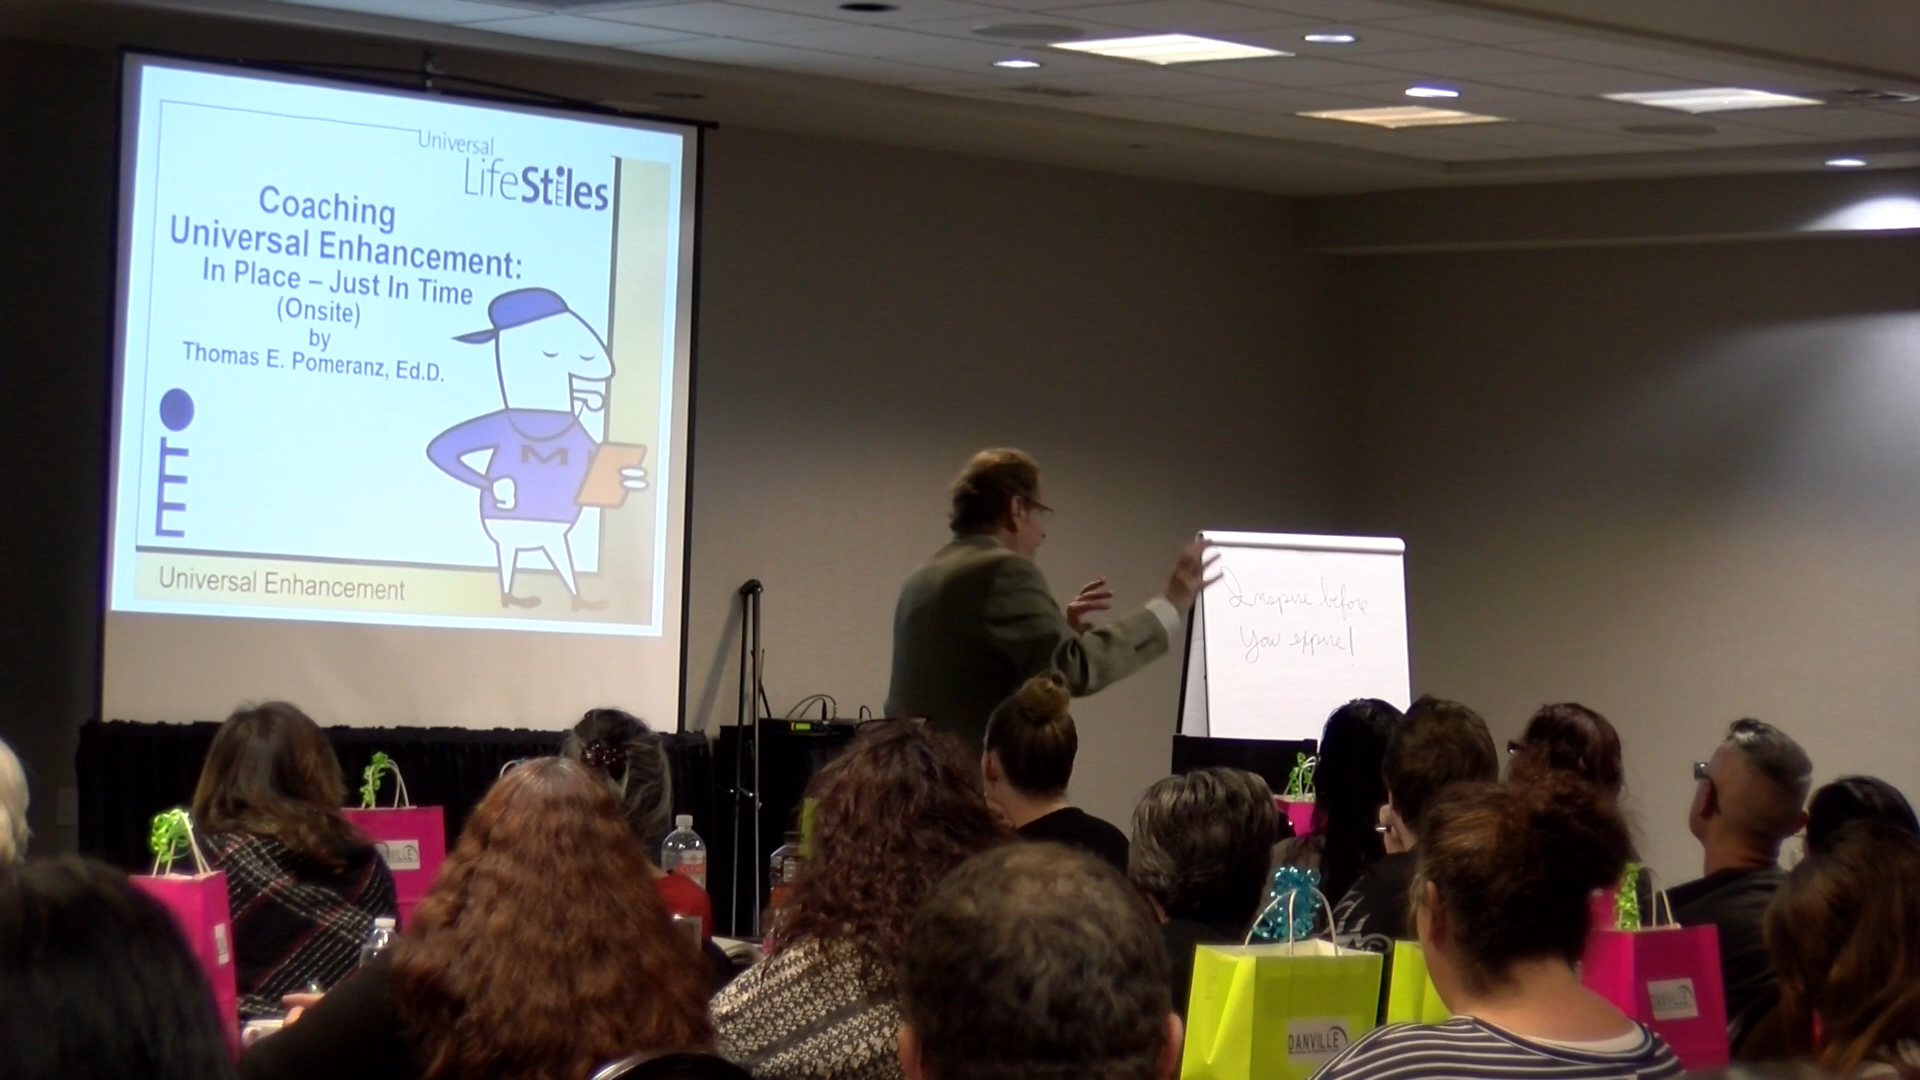 Universal
LifeStiles
Coaching
Universal Enhancement:
In Place – Just In Time
(Onsite)
by
Thomas E. Pomeranz, Ed.D.
M
Universal Enhancement
Inspire before
You expire!
DANVILLE
DANVILLE